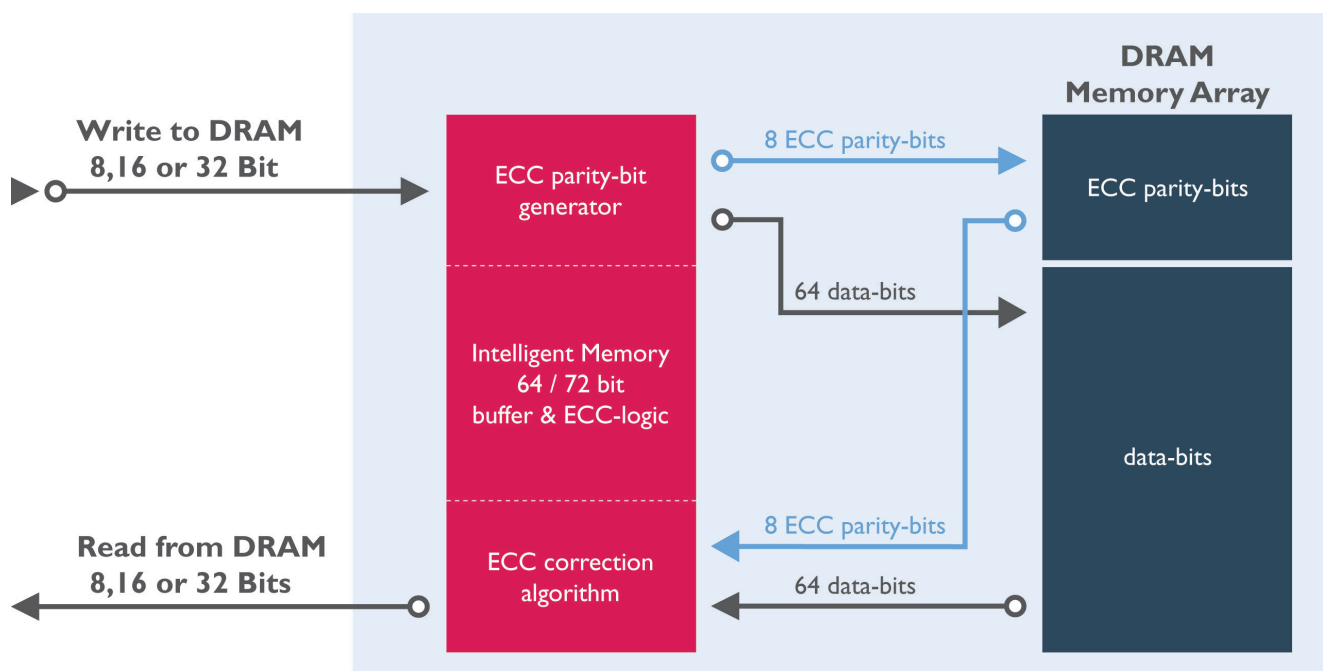 DRAM
Memory Array
Write to DRAM
8,16 or 32 Bit
ECC parity-bit
generator
8 ECC parity-bits
ECC parity-bits
64 data-bits
Intelligent Memory
64 / 72 bit
buffer & ECC-logic
data-bits
8 ECC parity-bits
Read from DRAM
8,16 or 32 Bits
ECC correction
algorithm
64 data-bits